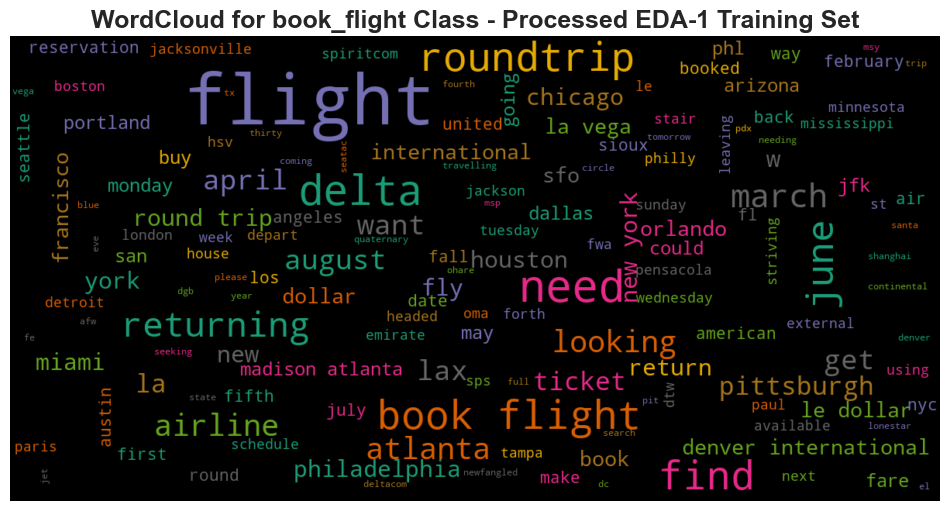 WordCloud for book_flight Class - Processed EDA-1 Training Set
reservation jacksonville spiritcom roundtrip phl way msy
february trip
vega boston flight tx fourth going chicago booked le arizona
seattle portland hsv thirty seatac united la vega stair minnesota
back mississippi
buy international sioux philly leaving tomorrow pdx needing
francisco monday april coming travelling sfo circle w
blue delta jackson msp dallas new york sunday march jfk air
round trip angeles want orlando fl st santa
london week depart quaternary tuesday fwa could striving june
eve house fall houston pensacola shanghai
san august ohare
york los fly need wednesday continental
dgb please year dollar date
detroit headed oma forth external
afw returning emirate may american denver
fe seeking new looking
miami madison atlanta lax sps full ticket return get using
la fifth dtw pittsburgh
state july pit paul le dollar nyc
austin airline book flight available lonestar
paris first schedule atlanta tampa search denver international
round philadelphia newfangled book
jet deltacom make dc find next fare el